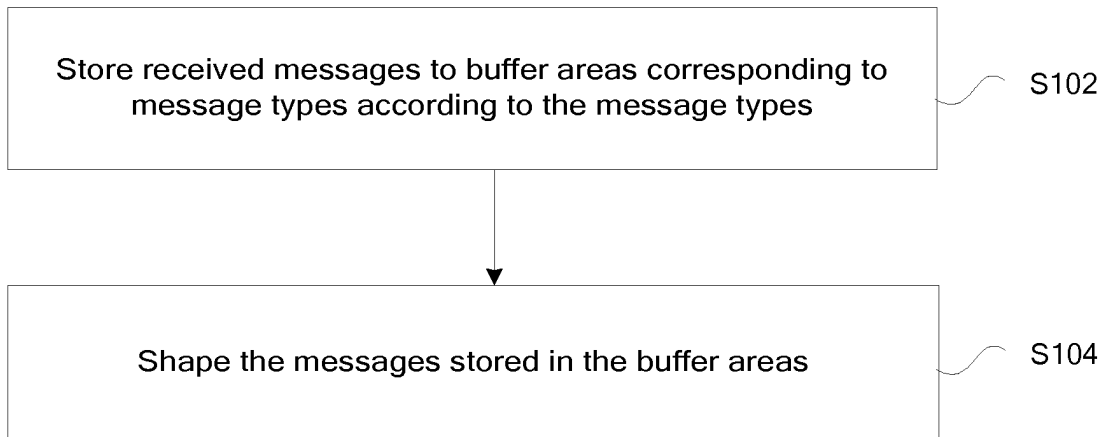 Store received messages to buffer areas corresponding to
message types according to the message types
S102
Shape the messages stored in the buffer areas
S104